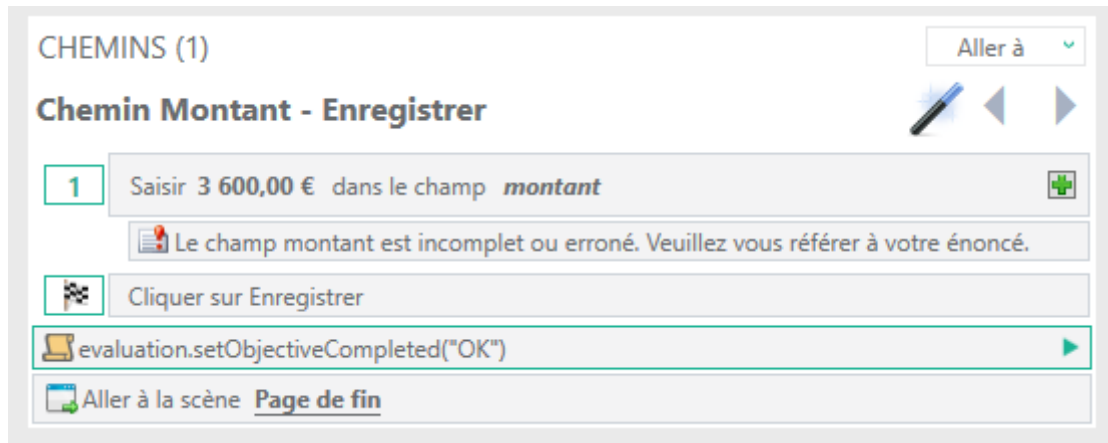 CHEMINS (1)
Aller à
Chemin Montant - Enregistrer
1 Saisir 3 600,00 € dans le champ montant
Le champ montant est incomplet ou erroné. Veuillez vous référer à votre énoncé.
Cliquer sur Enregistrer
evaluation.setObjectiveCompleted("OK")
Aller à la scène Page de fin